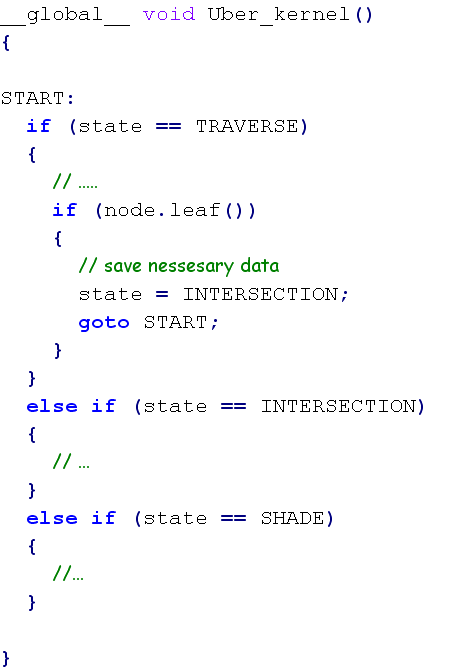 __global__ void Uber_kernel()
{
START:
if (state == TRAVERSE)
{
// .....
if (node.leaf())
{
// save nessesary data
state = INTERSECTION;
goto START;
}
}
else if (state == INTERSECTION)
{
// ...
}
else if (state == SHADE)
{
//...
}
}